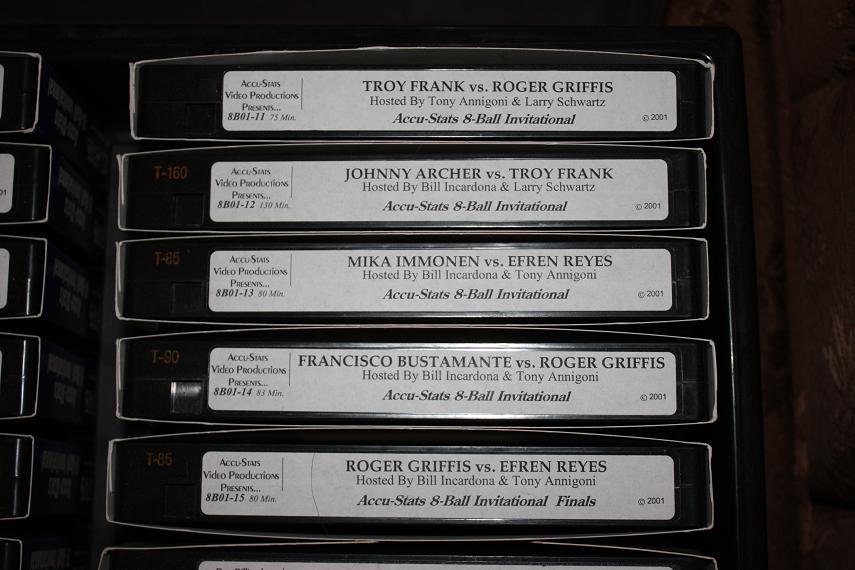 TROY FRANK vs. ROGER GRIFFIS
Hosted By Tony Annigoni & Larry Schwartz
Accu-Stats 8-Ball Invitational
© 2001
ACCU-STATS
VIDEO PRODUCTIONS
PRESENTS...
8B01-11 75 Min.
T-160
ACCU-STATS
VIDEO PRODUCTIONS
PRESENTS...
8B01-12 130 Min.
JOHNNY ARCHER vs. TROY FRANK
Hosted By Bill Incardona & Larry Schwartz
Accu-Stats 8-Ball Invitational
© 2001
T-85
ACCU-STATS
VIDEO PRODUCTIONS
PRESENTS...
8B01-13 80 Min.
MIKA IMMONEN vs. EFREN REYES
Hosted By Bill Incardona & Tony Annigoni
Accu-Stats 8-Ball Invitational
© 2001
T-90
ACCU-STATS
VIDEO PRODUCTIONS
PRESENTS...
8B01-14 83 Min.
FRANCISCO BUSTAMANTE vs. ROGER GRIFFIS
Hosted By Bill Incardona & Tony Annigoni
Accu-Stats 8-Ball Invitational
© 2001
T-85
ACCU-STATS
VIDEO PRODUCTIONS
PRESENTS...
8B01-15 80 Min.
ROGER GRIFFIS vs. EFREN REYES
Hosted By Bill Incardona & Tony Annigoni
Accu-Stats 8-Ball Invitational Finals
© 2001